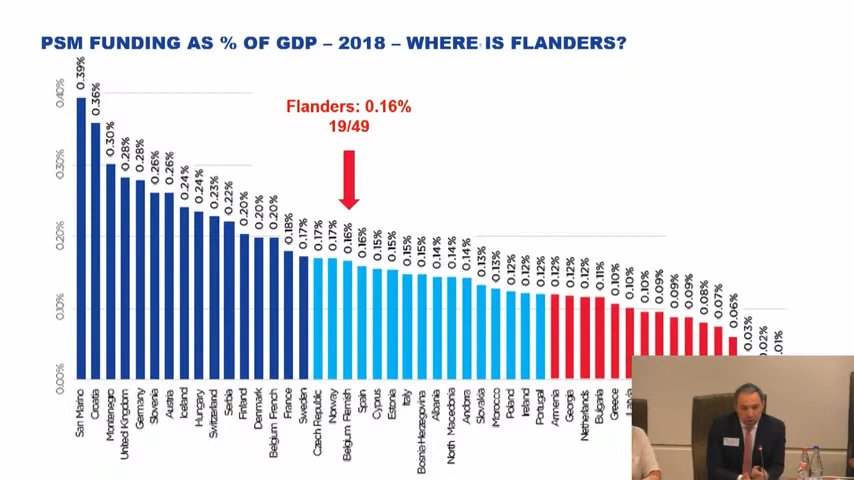 PSM FUNDING AS % OF GDP – 2018 – WHERE IS FLANDERS?
Flanders: 0.16%
19/49
0.40%
0.30%
0.20%
0.10%
0.00%
0.39%
0.36%
0.30%
0.28%
0.28%
0.26%
0.26%
0.24%
0.24%
0.23%
0.22%
0.20%
0.20%
0.20%
0.18%
0.17%
0.17%
0.17%
0.16%
0.16%
0.15%
0.15%
0.15%
0.15%
0.14%
0.14%
0.14%
0.13%
0.13%
0.12%
0.12%
0.12%
0.12%
0.12%
0.12%
0.11%
0.10%
0.10%
0.10%
0.09%
0.09%
0.09%
0.08%
0.07%
0.06%
0.03%
0.02%
.01%
San Marino
Croatia
Montenegro
United Kingdom
Germany
Slovenia
Austria
Iceland
Hungary
Switzerland
Serbia
Finland
Denmark
Belgium French
France
Sweden
Czech Republic
Norway
Belgium Flemish
Spain
Cyprus
Estonia
Italy
Bosnia-Herzegovina
Albania
North Macedonia
Andorra
Slovakia
Morocco
Poland
Ireland
Portugal
Armenia
Georgia
Netherlands
Bulgaria
Greece
Latvia